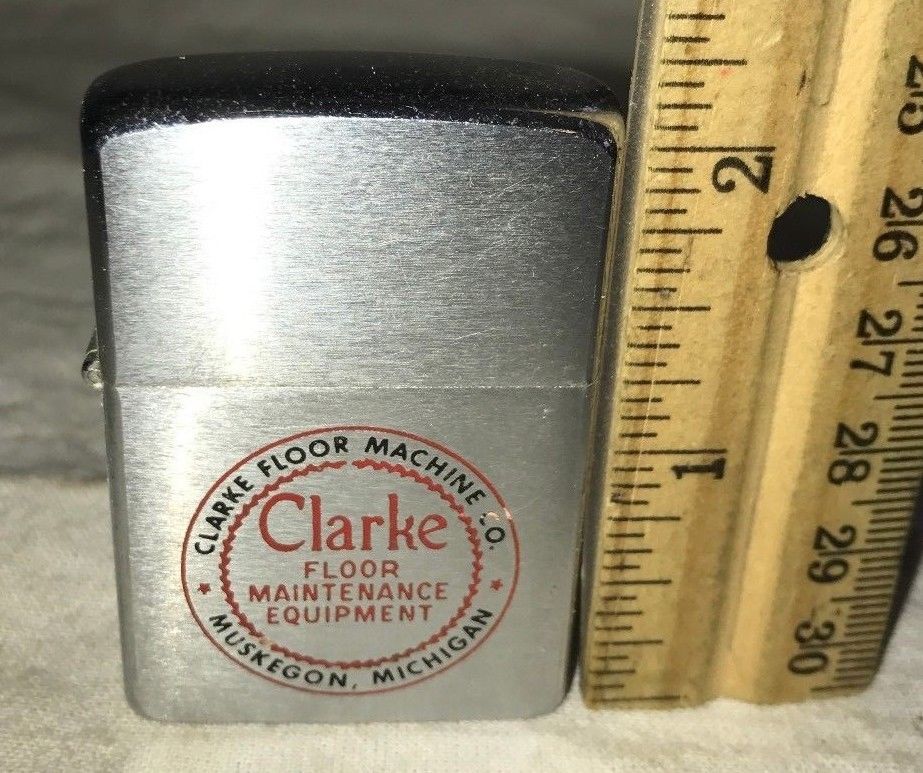 CLARKE FLOOR MACHINE CO.
Clarke
FLOOR
MAINTENANCE
EQUIPMENT
MUSKEGON, MICHIGAN
2
1
25
26
27
28
29
30